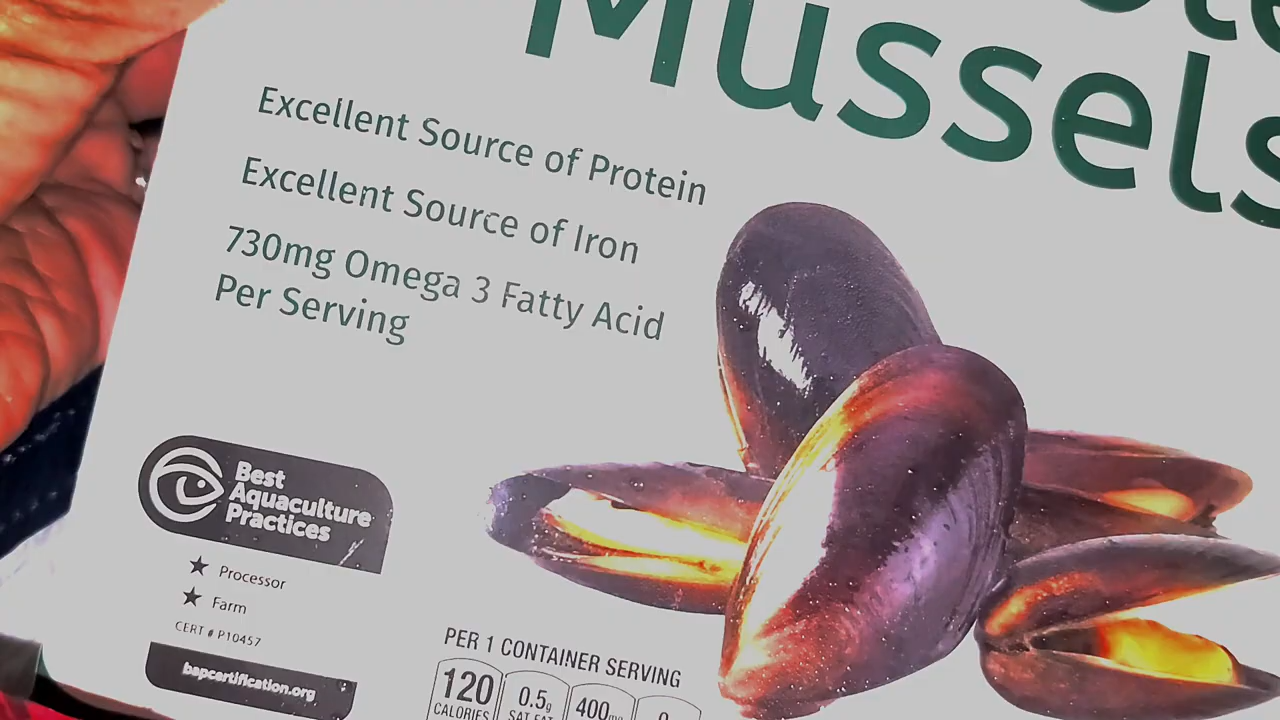 Mussels
Excellent Source of Protein
Excellent Source of Iron
730mg Omega 3 Fatty Acid
Per Serving
Best
Aquaculture
Practices
Processor
Farm
CERT # P10457
bapcertification.org
PER 1 CONTAINER SERVING
120
CALORIES
0.5g
SAT FAT
400mg